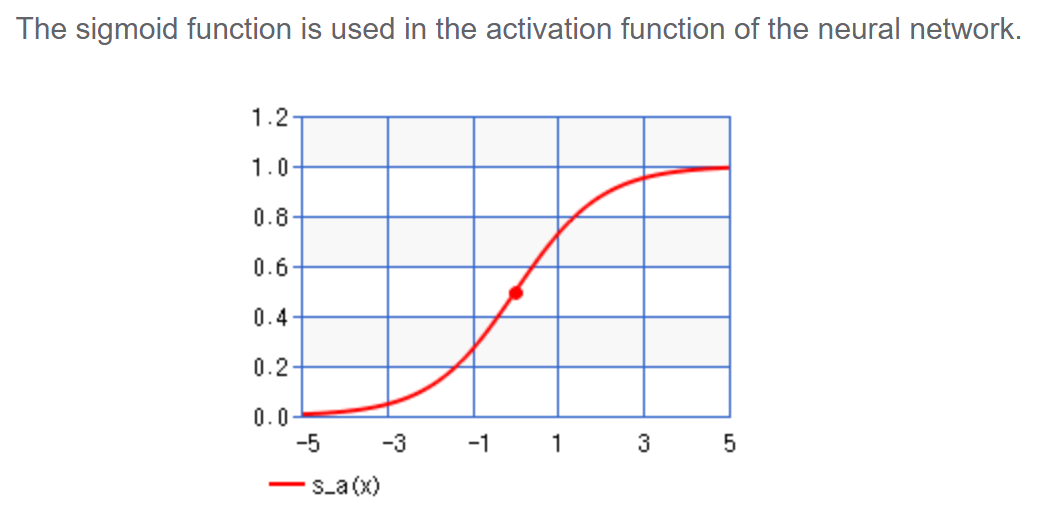 The sigmoid function is used in the activation function of the neural network.
1.2
1.0
0.8
0.6
0.4
0.2
0.0
-5 -3 -1 1 3 5
s_a(x)